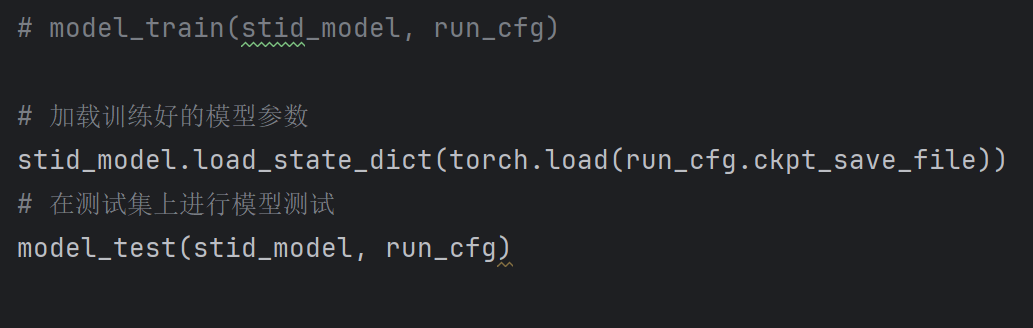 # model_train(stid_model, run_cfg)
# 加载训练好的模型参数
stid_model.load_state_dict(torch.load(run_cfg.ckpt_save_file))
# 在测试集上进行模型测试
model_test(stid_model, run_cfg)